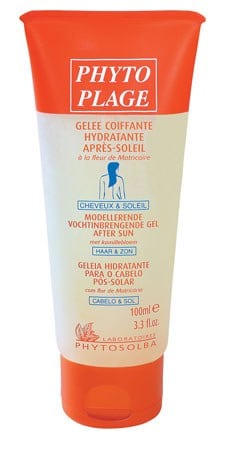 PHYTO
PLAGE
GELEE COIFFANTE
HYDRATANTE
APRÈS-SOLEIL
à la fleur de Matricaire
CHEVEUX & SOLEIL
MODELLERENDE
VOCHTINBRENGENDE GEL
AFTER SUN
met kamillebloem
HAAR & ZON
GELEIA HIDRATANTE
PARA O CABELO
PÓS-SOLAR
com flor de Matricária
CABELO & SOL
100ml e
3.3 fl.oz.
LABORATOIRES
PHYTOSOLBA